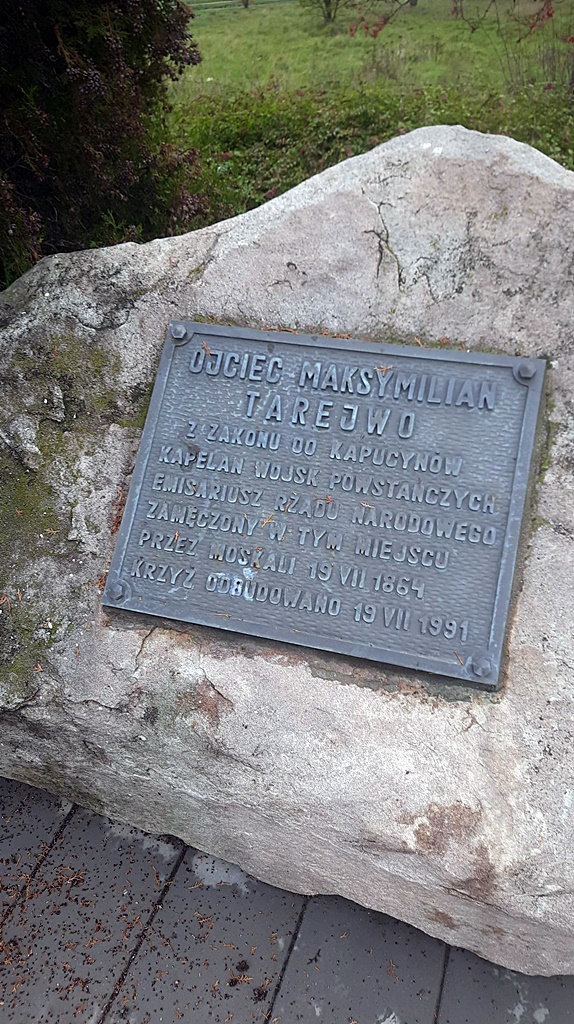 OJCIEC MAKSYMILIAN
TAREJWO
Z ZAKONU OO KAPUCYNÓW
KAPELAN WOJSK POWSTAŃCZYCH
EMISARIUSZ RZĄDU NARODOWEGO
ZAMĘCZONY W TYM MIEJSCU
PRZEZ MOSKALI 19 VII 1864
KRZYŻ ODBUDOWANO 19 VII 1991